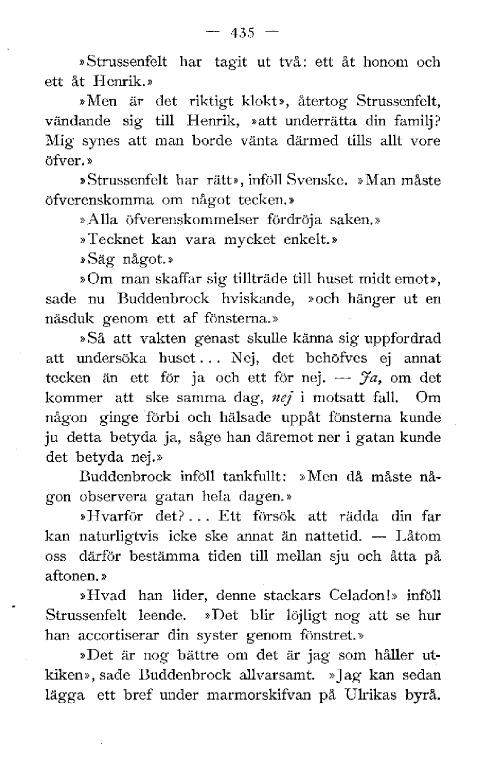 — 435 —
»Strussenfelt har tagit ut två: ett åt honom och
ett åt Henrik.»
»Men är det riktigt klokt», återtog Strussenfelt,
vändande sig till Henrik, »att underrätta din familj?
Mig synes att man borde vänta därmed tills allt vore
öfver.»
»Strussenfelt har rätt», inföll Svenske. »Man måste
öfverenskomma om något tecken.»
»Alla öfverenskommelser fördröja saken.»
»Tecknet kan vara mycket enkelt.»
»Säg något.»
»Om man skaffar sig tillträde till huset midt emot»,
sade nu Buddenbrock hviskande, »och hänger ut en
näsduk genom ett af fönsterna.»
»Så att vakten genast skulle känna sig uppfordrad
att undersöka huset... Nej, det behöfves ej annat
tecken än ett för ja och ett för nej. — Ja, om det
kommer att ske samma dag, nej i motsatt fall. Om
någon ginge förbi och hälsade uppåt fönsterna kunde
ju detta betyda ja, såge han däremot ner i gatan kunde
det betyda nej.»
Buddenbrock inföll tankfullt: »Men då måste nå-
gon observera gatan hela dagen.»
»Hvarför det?... Ett försök att rädda din far
kan naturligtvis icke ske annat än nattetid. — Låtom
oss därför bestämma tiden till mellan sju och åtta på
aftonen.»
»Hvad han lider, denne stackars Celadon!» inföll
Strussenfelt leende. »Det blir löjligt nog att se hur
han accortiserar din syster genom fönstret.»
»Det är nog bättre om det är jag som håller ut-
kiken», sade Buddenbrock allvarsamt. »Jag kan sedan
lägga ett bref under marmorskifvan på Ulrikas byrå.